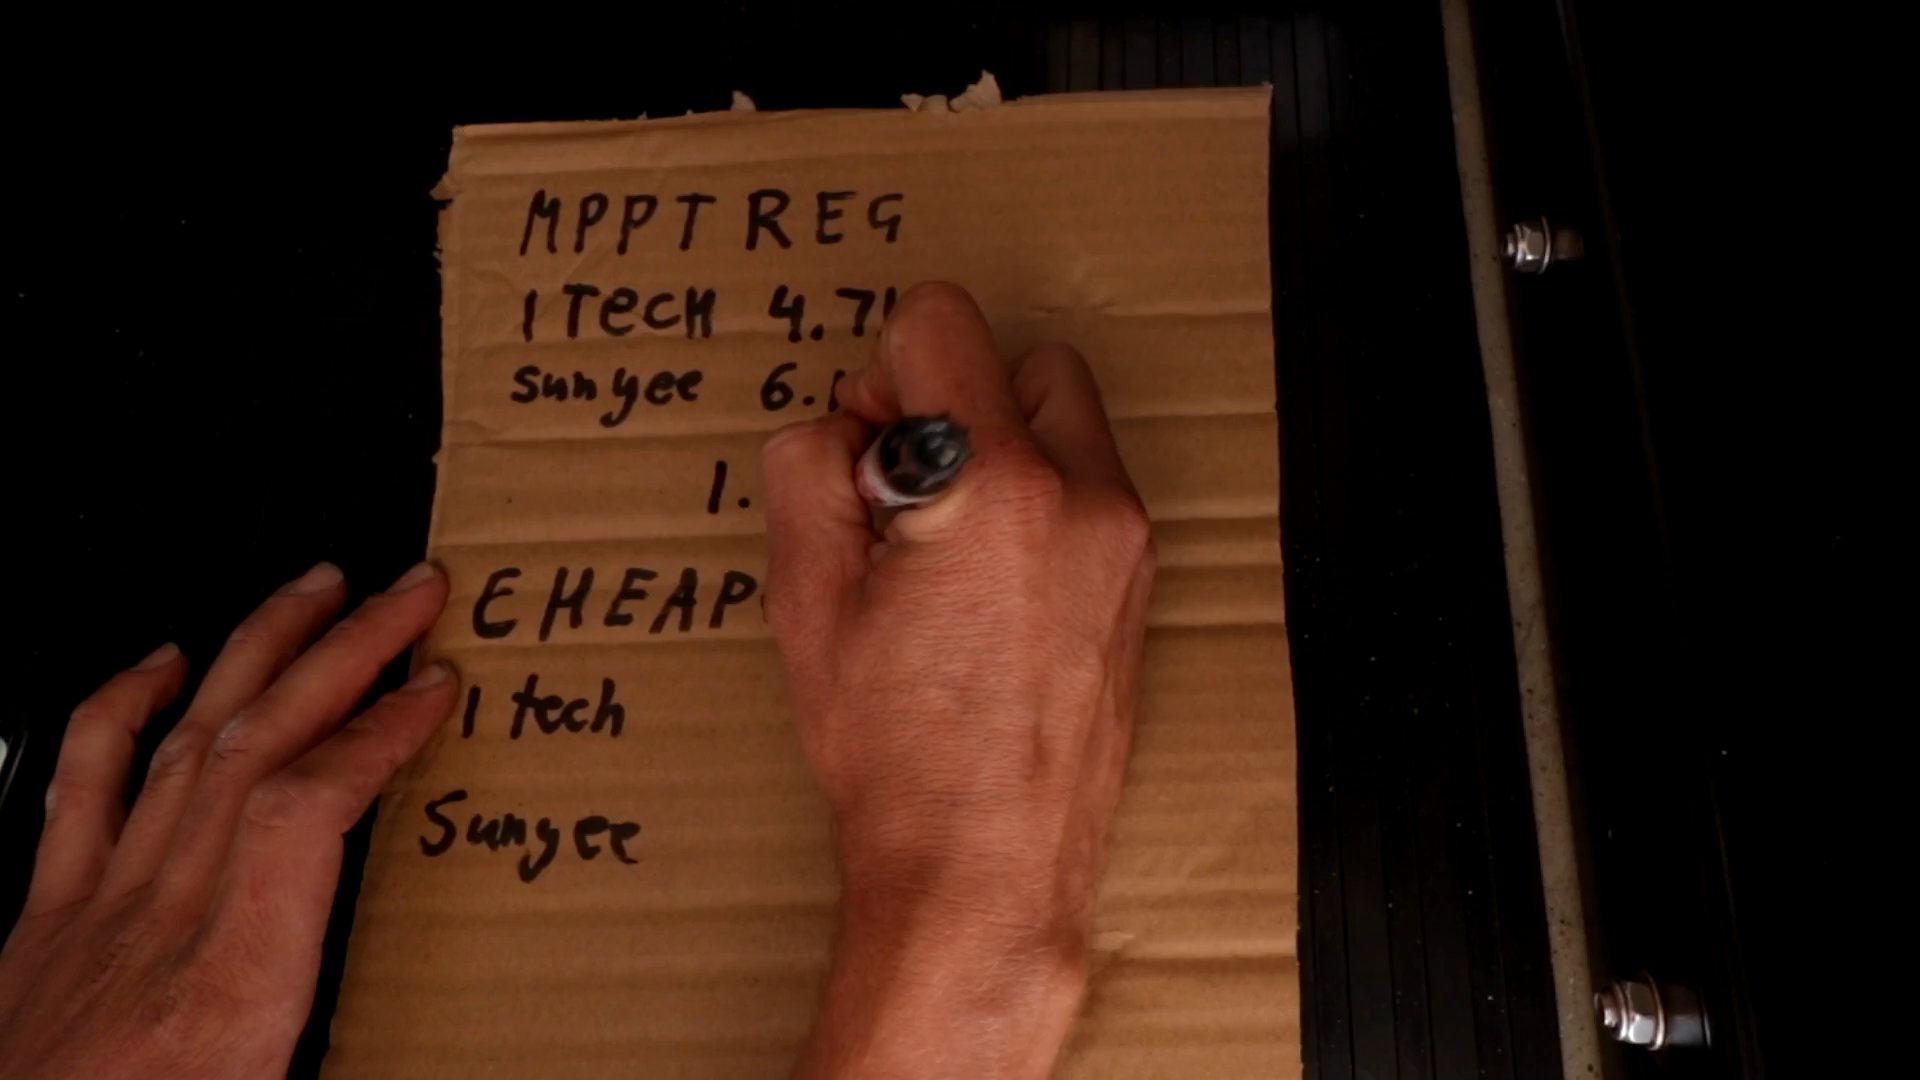 MPPT REG
1 TECH 4.7
sunyee 6.
1.
CHEAP
1 tech
Sunyee